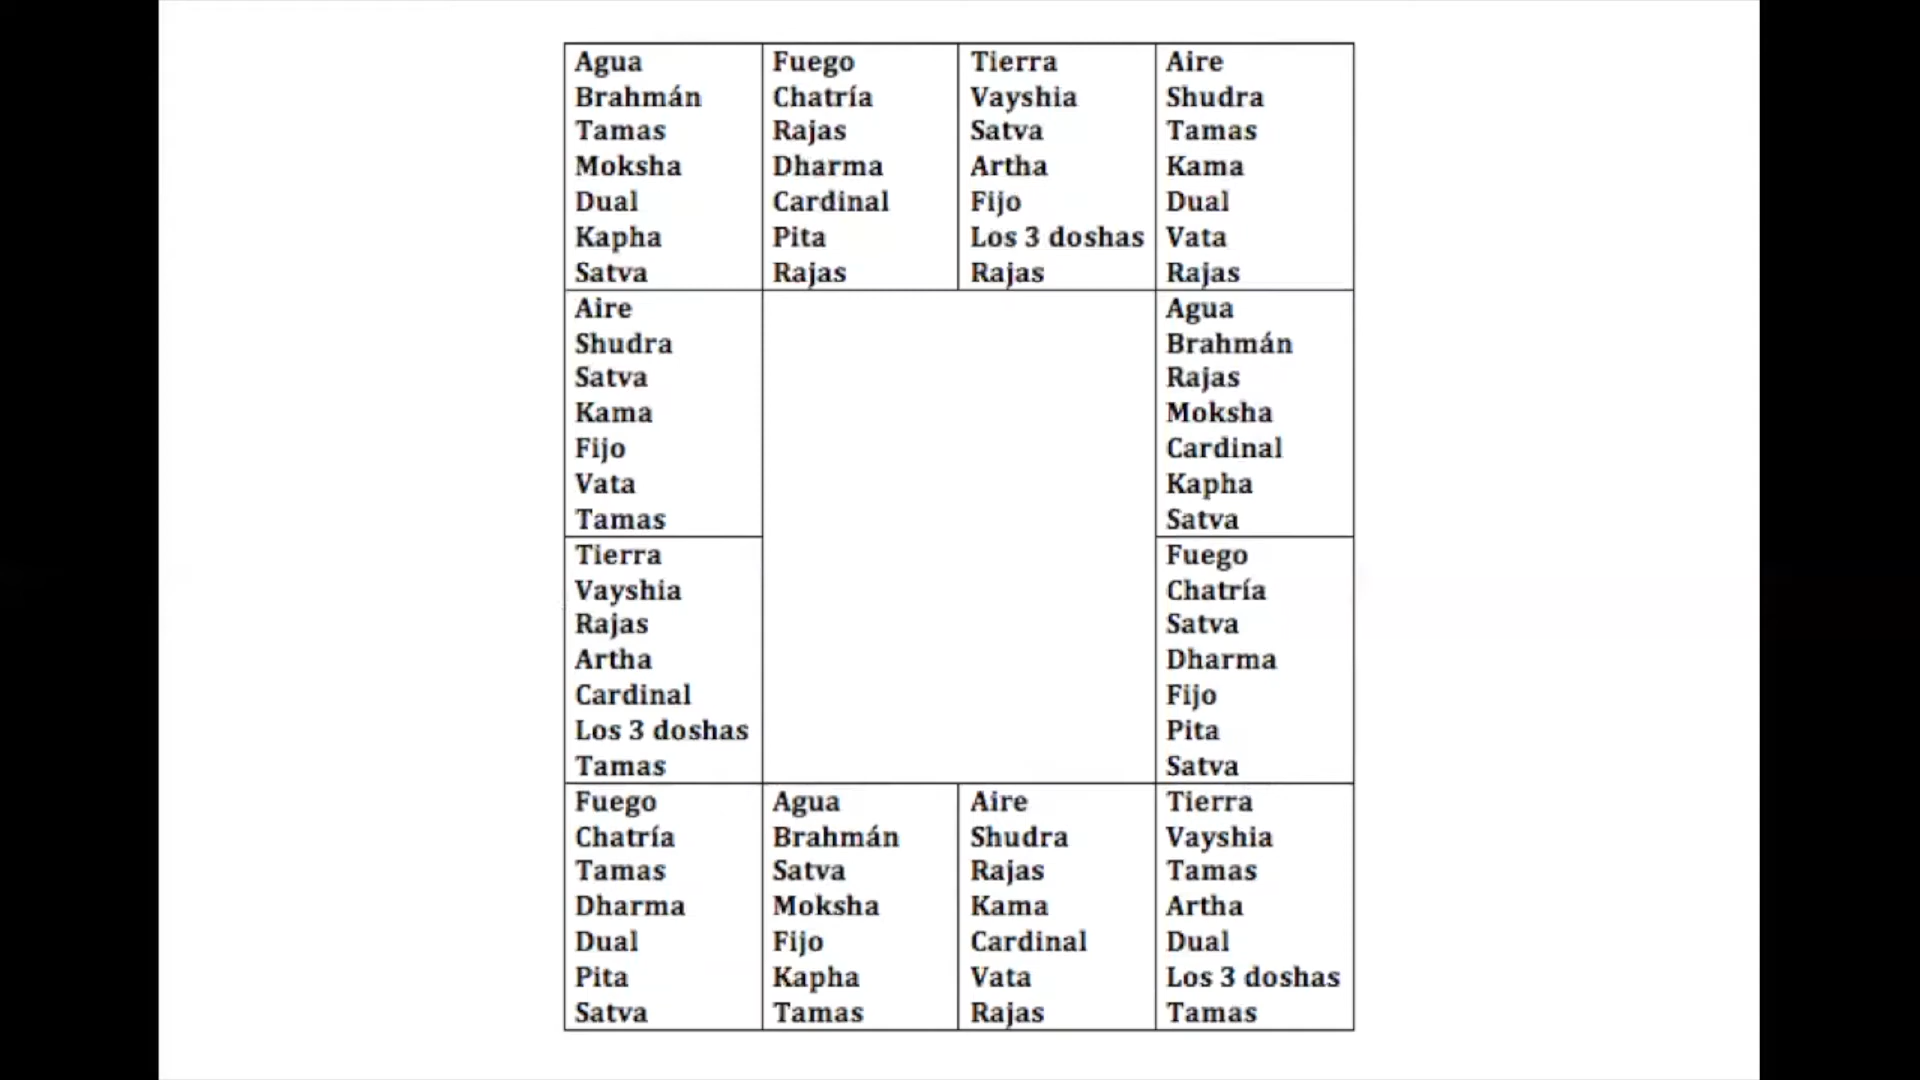 Agua
Brahmán
Tamas
Moksha
Dual
Kapha
Satva
Fuego
Chatría
Rajas
Dharma
Cardinal
Pita
Rajas
Tierra
Vayshia
Satva
Artha
Fijo
Los 3 doshas
Rajas
Aire
Shudra
Tamas
Kama
Dual
Vata
Rajas
Aire
Shudra
Satva
Kama
Fijo
Vata
Tamas
Agua
Brahmán
Rajas
Moksha
Cardinal
Kapha
Satva
Tierra
Vayshia
Rajas
Artha
Cardinal
Los 3 doshas
Tamas
Fuego
Chatría
Satva
Dharma
Fijo
Pita
Satva
Fuego
Chatría
Tamas
Dharma
Dual
Pita
Satva
Agua
Brahmán
Satva
Moksha
Fijo
Kapha
Tamas
Aire
Shudra
Rajas
Kama
Cardinal
Vata
Rajas
Tierra
Vayshia
Tamas
Artha
Dual
Los 3 doshas
Tamas